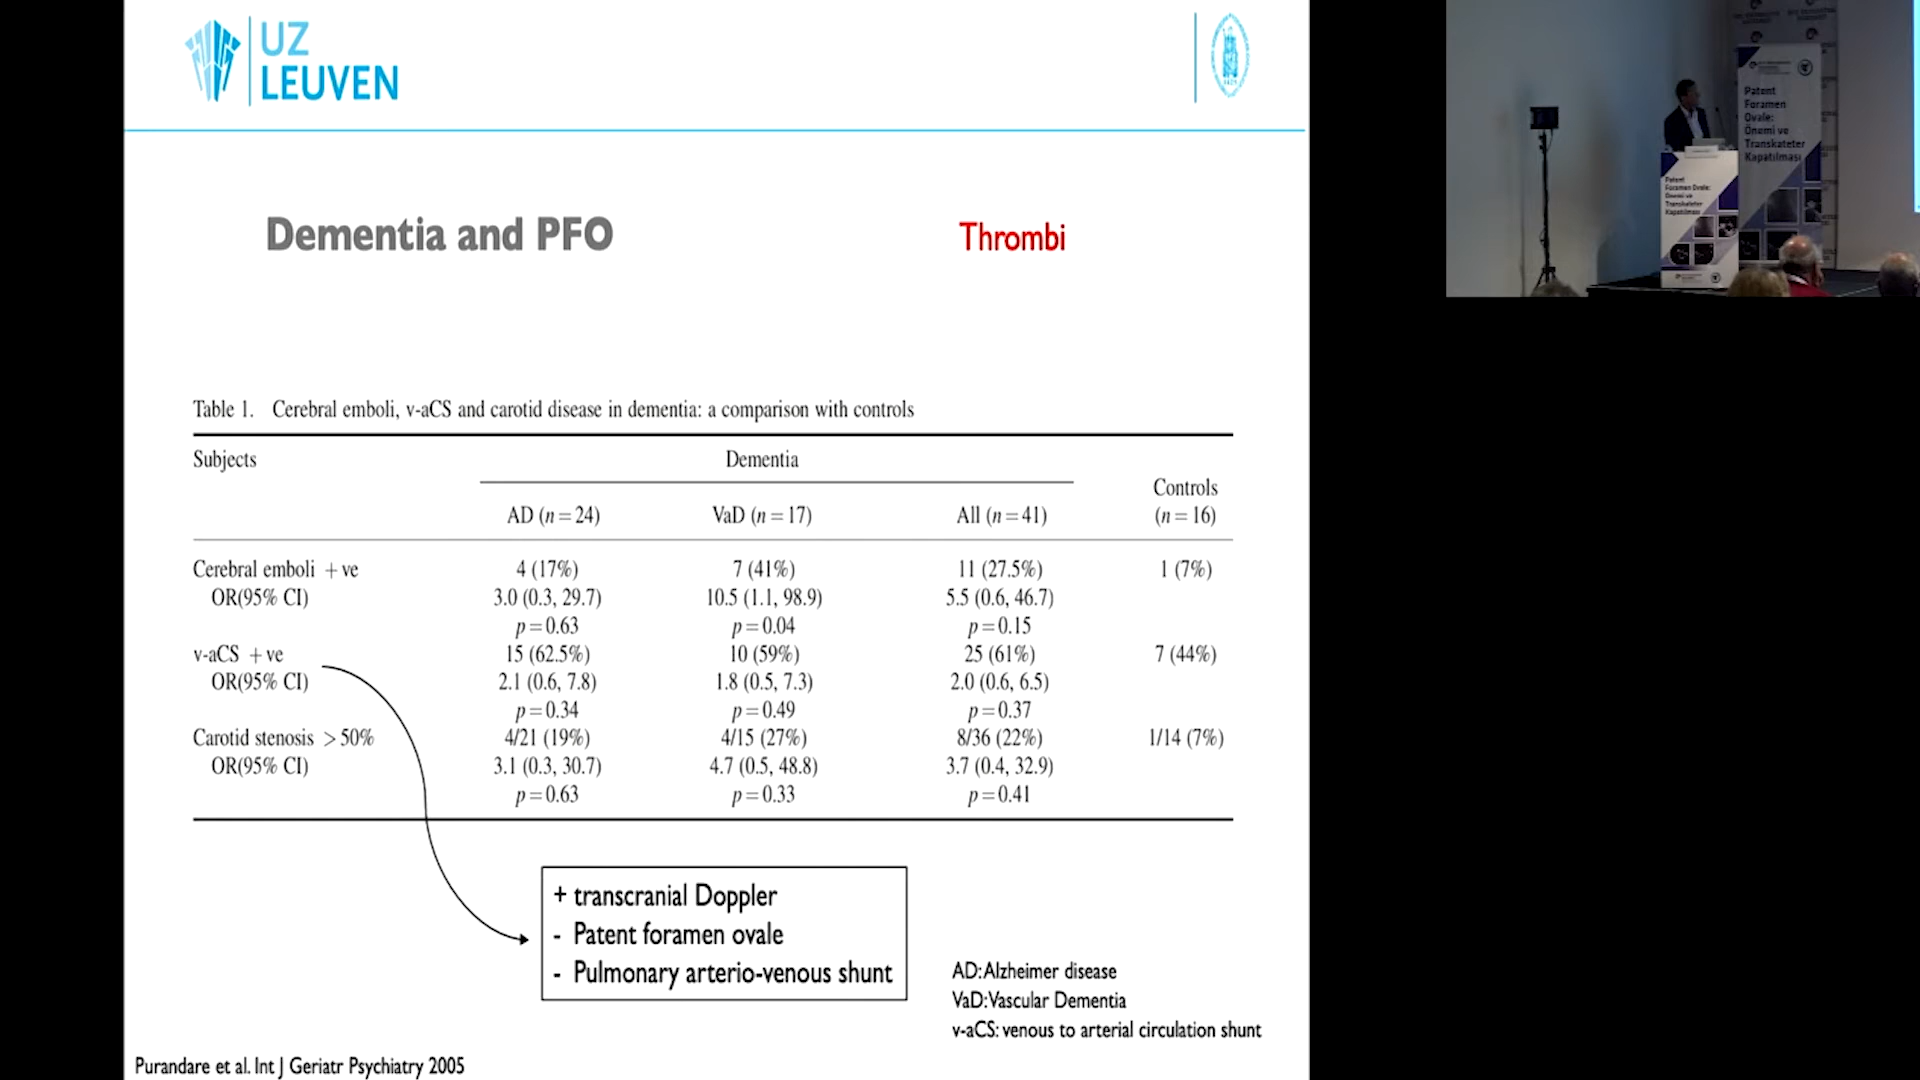 UZ
LEUVEN
Dementia and PFO
Thrombi
Table 1. Cerebral emboli, v-aCS and carotid disease in dementia: a comparison with controls
Subjects Dementia Controls
AD (n = 24) VaD (n = 17) All (n = 41) (n = 16)
Cerebral emboli +ve 4 (17%) 7 (41%) 11 (27.5%) 1 (7%)
OR(95% CI) 3.0 (0.3, 29.7) 10.5 (1.1, 98.9) 5.5 (0.6, 46.7)
p = 0.63 p = 0.04 p = 0.15
v-aCS +ve 15 (62.5%) 10 (59%) 25 (61%) 7 (44%)
OR(95% CI) 2.1 (0.6, 7.8) 1.8 (0.5, 7.3) 2.0 (0.6, 6.5)
p = 0.34 p = 0.49 p = 0.37
Carotid stenosis > 50% 4/21 (19%) 4/15 (27%) 8/36 (22%) 1/14 (7%)
OR(95% CI) 3.1 (0.3, 30.7) 4.7 (0.5, 48.8) 3.7 (0.4, 32.9)
p = 0.63 p = 0.33 p = 0.41
+ transcranial Doppler
- Patent foramen ovale
- Pulmonary arterio-venous shunt
AD: Alzheimer disease
VaD: Vascular Dementia
v-aCS: venous to arterial circulation shunt
Purandare et al. Int J Geriatr Psychiatry 2005
Patent
Foramen
Ovale:
Önemi ve
Transkateter
Kapatılması
Patent
Foramen Ovale:
Önemi ve
Transkateter
Kapatılması